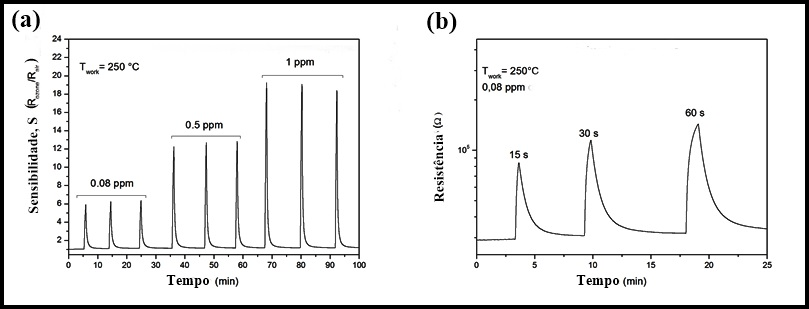 (a)
24
22
20
18
16
14
12
10
8
6
4
2
Sensibilidade, S (Rozone/Rair)
Twork= 250 °C
0.08 ppm
0.5 ppm
1 ppm
0 10 20 30 40 50 60 70 80 90 100
Tempo (min)
(b)
Resistência (Ω)
10⁵
Twork= 250°C
0,08 ppm
15 s
30 s
60 s
0 5 10 15 20 25
Tempo (min)